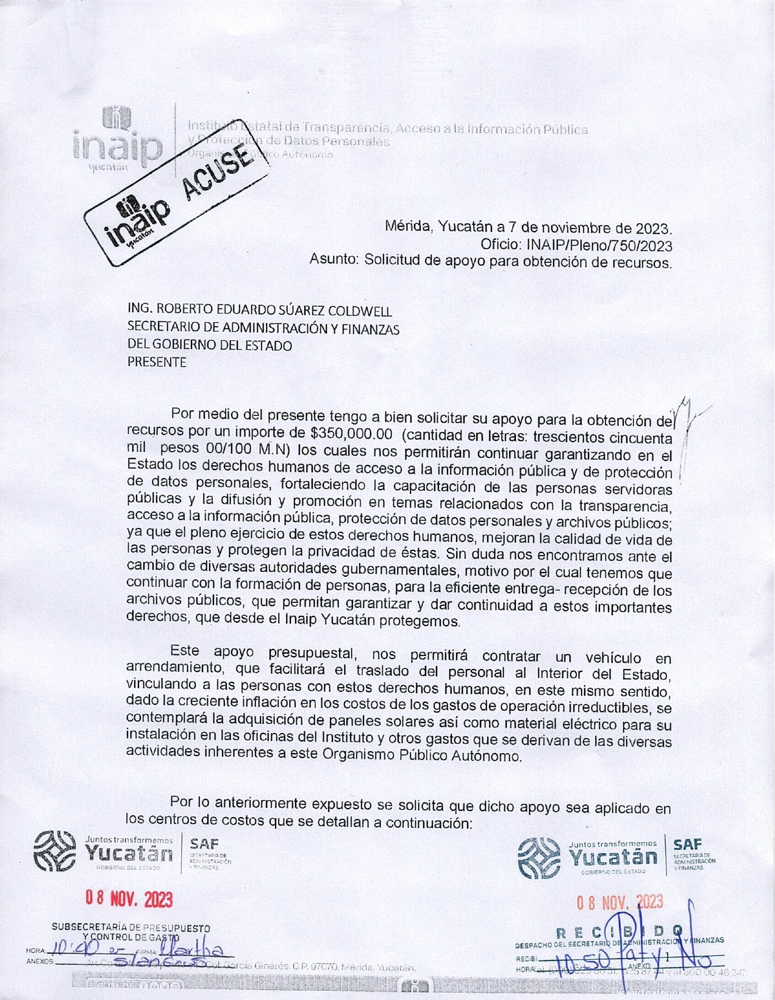 inaip
yucatán
Instituto Estatal de Transparencia, Acceso a la Información Pública
y Protección de Datos Personales
Organismo Público Autónomo
inaip
yucatán
ACUSE
Mérida, Yucatán a 7 de noviembre de 2023.
Oficio: INAIP/Pleno/750/2023
Asunto: Solicitud de apoyo para obtención de recursos.
ING. ROBERTO EDUARDO SÚAREZ COLDWELL
SECRETARIO DE ADMINISTRACIÓN Y FINANZAS
DEL GOBIERNO DEL ESTADO
PRESENTE
Por medio del presente tengo a bien solicitar su apoyo para la obtención de
recursos por un importe de $350,000.00 (cantidad en letras: trescientos cincuenta
mil pesos 00/100 M.N) los cuales nos permitirán continuar garantizando en el
Estado los derechos humanos de acceso a la información pública y de protección
de datos personales, fortaleciendo la capacitación de las personas servidoras
públicas y la difusión y promoción en temas relacionados con la transparencia,
acceso a la información pública, protección de datos personales y archivos públicos;
ya que el pleno ejercicio de estos derechos humanos, mejoran la calidad de vida de
las personas y protegen la privacidad de éstas. Sin duda nos encontramos ante el
cambio de diversas autoridades gubernamentales, motivo por el cual tenemos que
continuar con la formación de personas, para la eficiente entrega- recepción de los
archivos públicos, que permitan garantizar y dar continuidad a estos importantes
derechos, que desde el Inaip Yucatán protegemos.
Este apoyo presupuestal, nos permitirá contratar un vehículo en
arrendamiento, que facilitará el traslado del personal al Interior del Estado,
vinculando a las personas con estos derechos humanos, en este mismo sentido,
dado la creciente inflación en los costos de los gastos de operación irreductibles, se
contemplará la adquisición de paneles solares así como material eléctrico para su
instalación en las oficinas del Instituto y otros gastos que se derivan de las diversas
actividades inherentes a este Organismo Público Autónomo.
Por lo anteriormente expuesto se solicita que dicho apoyo sea aplicado en
los centros de costos que se detallan a continuación:
Juntos transformemos
Yucatán
GOBIERNO DEL ESTADO
SAF
SECRETARÍA DE
ADMINISTRACIÓN
Y FINANZAS
08 NOV. 2023
SUBSECRETARÍA DE PRESUPUESTO
Y CONTROL DE GASTO
HORA: 10:40 FIRMA: Martha
ANEXOS: s/anexos
Juntos transformemos
Yucatán
GOBIERNO DEL ESTADO
SAF
SECRETARÍA DE
ADMINISTRACIÓN
Y FINANZAS
08 NOV. 2023
RECIBIDO
DESPACHO DEL SECRETARIO DE ADMINISTRACIÓN Y FINANZAS
RECIBI: Paty 1
HORA: 10:50 ANEXO: No
Col. García Ginerés. C.P. 97070. Mérida, Yucatán.